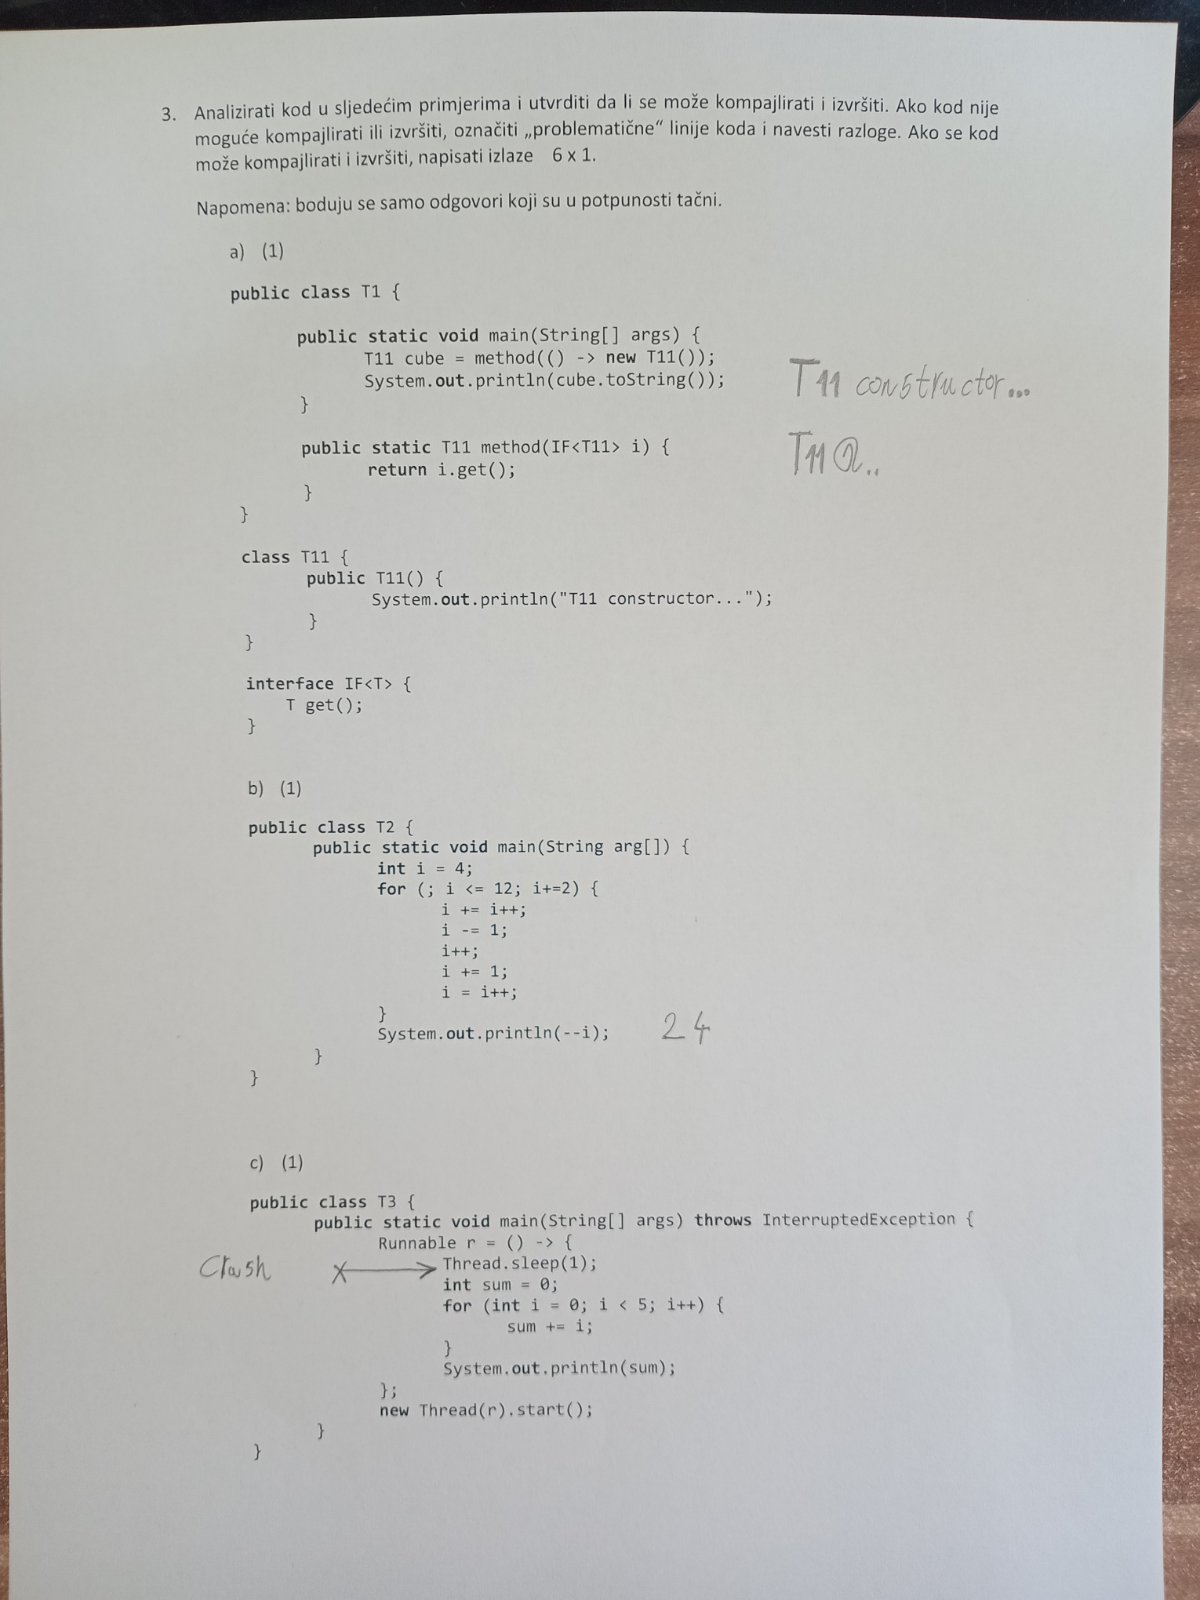 3. Analizirati kod u sljedećim primjerima i utvrditi da li se može kompajlirati i izvršiti. Ako kod nije
moguće kompajlirati ili izvršiti, označiti „problematične“ linije koda i navesti razloge. Ako se kod
može kompajlirati i izvršiti, napisati izlaze 6 x 1.
Napomena: boduju se samo odgovori koji su u potpunosti tačni.
a) (1)
public class T1 {
public static void main(String[] args) {
T11 cube = method(() -> new T11());
System.out.println(cube.toString());
}
T11 constructor...
public static T11 method(IF<T11> i) {
return i.get();
}
}
T11@..
class T11 {
public T11() {
System.out.println("T11 constructor...");
}
}
interface IF<T> {
T get();
}
b) (1)
public class T2 {
public static void main(String arg[]) {
int i = 4;
for (; i <= 12; i+=2) {
i += i++;
i -= 1;
i++;
i += 1;
i = i++;
}
System.out.println(--i); 24
}
}
c) (1)
public class T3 {
public static void main(String[] args) throws InterruptedException {
Runnable r = () -> {
Crash x → Thread.sleep(1);
int sum = 0;
for (int i = 0; i < 5; i++) {
sum += i;
}
System.out.println(sum);
};
new Thread(r).start();
}
}